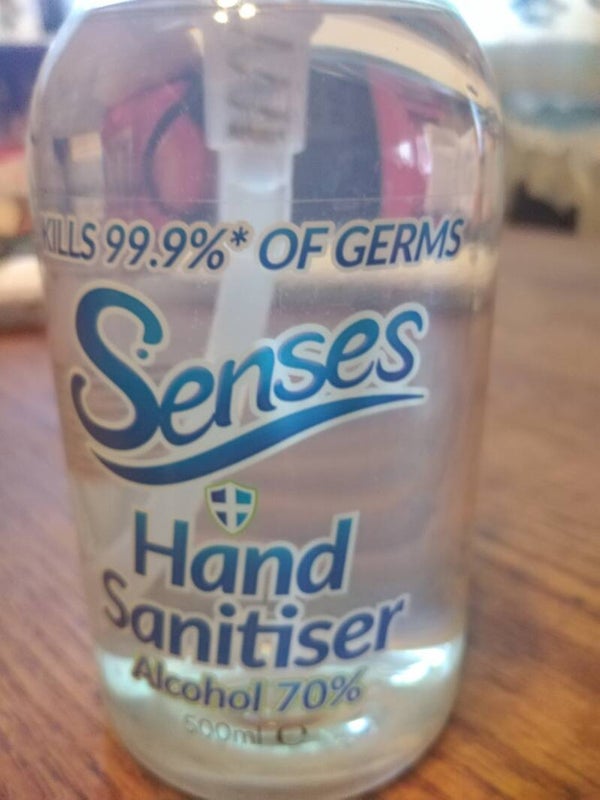 KILLS 99.9%* OF GERMS
Senses
Hand
Sanitiser
Alcohol 70%
500ml ℮